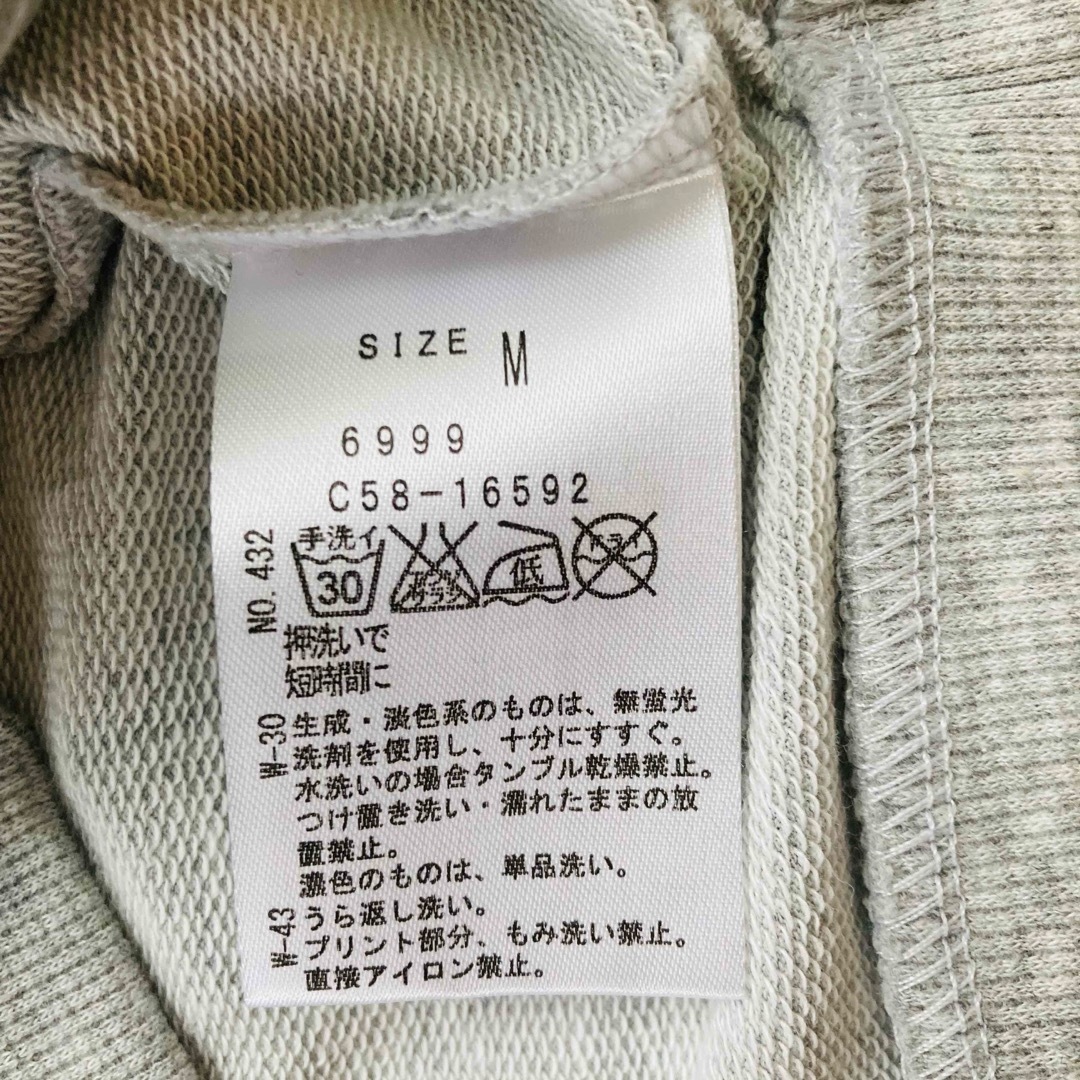 SIZE M
6999
C58-16592
NO. 432
手洗イ
30
低
押洗いで
短時間に
W-30
生成・淡色系のものは、無蛍光
洗剤を使用し、十分にすすぐ。
水洗いの場合タンブル乾燥禁止。
つけ置き洗い・濡れたままの放
置禁止。
濃色のものは、単品洗い。
W-43
うら返し洗い。
プリント部分、もみ洗い禁止。
直接アイロン禁止。